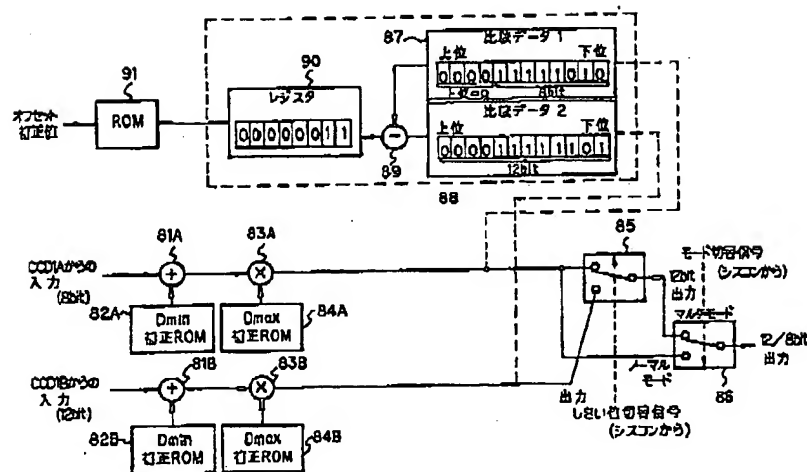 87
比較データ 1
上位 下位
0000 11111010
上位=0 8bit
比較データ 2
上位 下位
000011111101
12bit
88
90
レジスタ
00000011
89
91
ROM
オフセット
訂正値
CCD1Aからの
入力
(8bit)
81A
83A
82A
Dmin
訂正ROM
Dmax
訂正ROM
84A
CCD1Bからの
入力
(12bit)
81B
83B
82B
Dmin
訂正ROM
Dmax
訂正ROM
84B
85
12bit
出力
出力
しきい値切替信号
(シスコンから)
モード切替信号
(シスコンから)
マルチモード
ノーマル
モード
12/8bit
出力
86